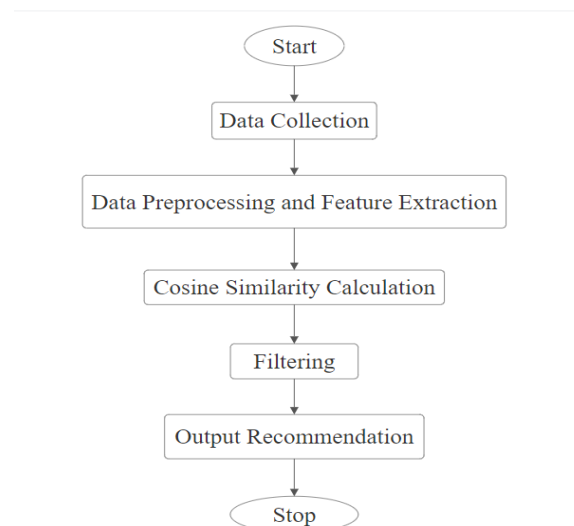 Start
Data Collection
Data Preprocessing and Feature Extraction
Cosine Similarity Calculation
Filtering
Output Recommendation
Stop